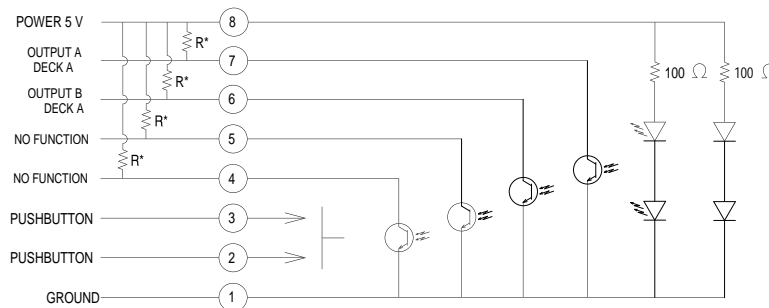 POWER 5 V 8
R*
OUTPUT A
DECK A 7
100 Ω 100 Ω
R*
OUTPUT B
DECK A 6
R*
NO FUNCTION 5
R*
NO FUNCTION 4
PUSHBUTTON 3
PUSHBUTTON 2
GROUND 1